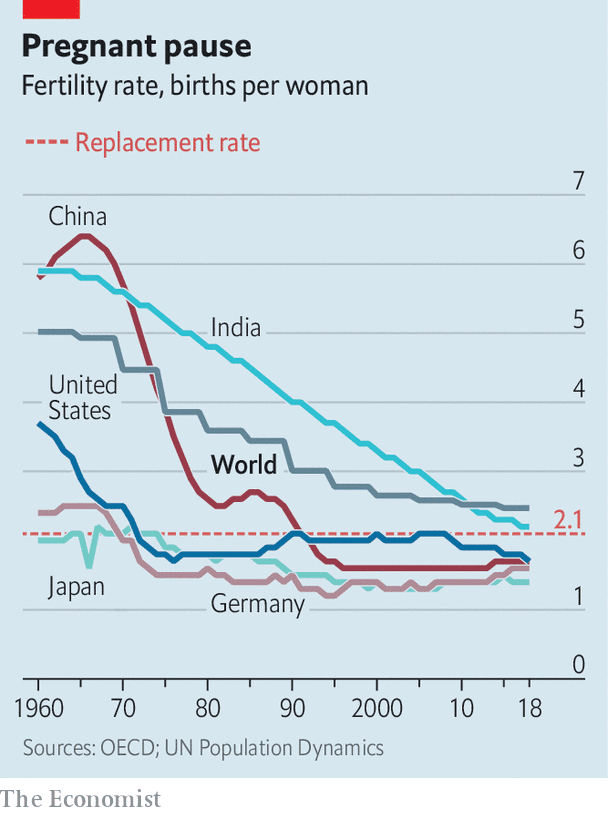 Pregnant pause
Fertility rate, births per woman
Replacement rate
7
China
6
India
5
United
States
4
World
3
2.1
Japan
Germany
1
0
1960 70 80 90 2000 10 18
Sources: OECD; UN Population Dynamics
The Economist